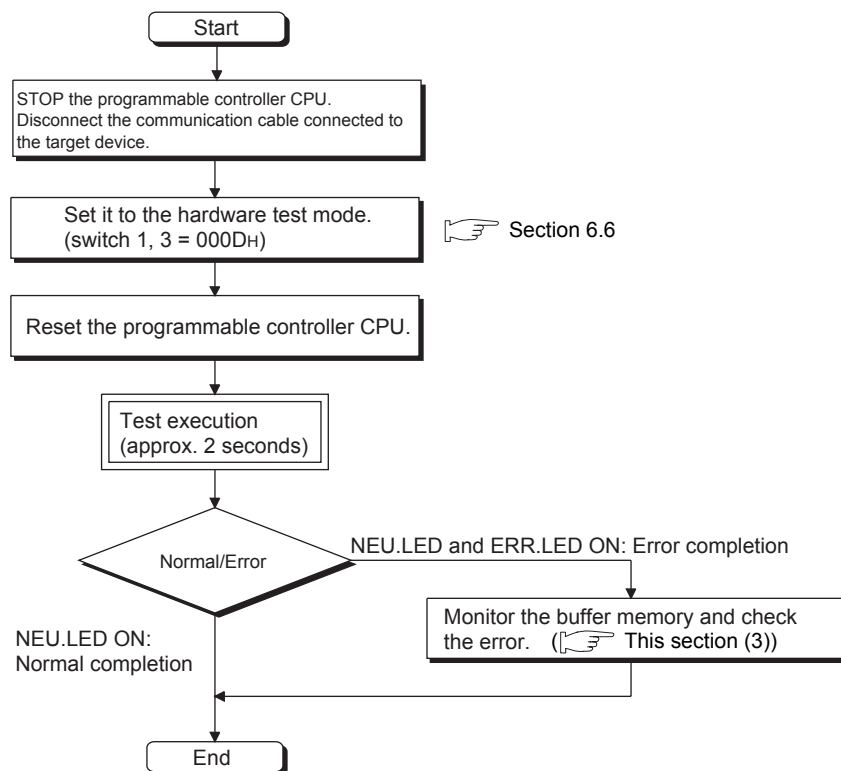 Start
STOP the programmable controller CPU.
Disconnect the communication cable connected to
the target device.
Set it to the hardware test mode.
(switch 1, 3 = 000DH)
Section 6.6
Reset the programmable controller CPU.
Test execution
(approx. 2 seconds)
Normal/Error
NEU.LED and ERR.LED ON: Error completion
Monitor the buffer memory and check
the error. ( This section (3))
NEU.LED ON:
Normal completion
End